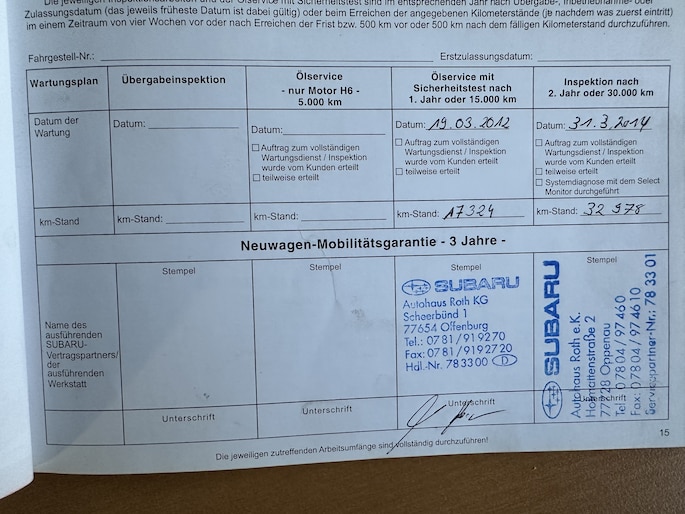 Zulassungsdatum (das jeweils früheste Datum ist dabei gültig) oder beim Erreichen der angegebenen Kilometerstände (je nachdem was zuerst eintritt)
im einem Zeitraum von vier Wochen vor oder nach Erreichen der Frist bzw. 500 km vor oder 500 km nach dem fälligen Kilometerstand durchzuführen.
Fahrgestell-Nr.: Erstzulassungsdatum:
Wartungsplan
Übergabeinspektion
Ölservice
- nur Motor H6 -
5.000 km
Ölservice mit
Sicherheitstest nach
1. Jahr oder 15.000 km
Inspektion nach
2. Jahr oder 30.000 km
Datum der
Wartung
Datum:
Datum:
Auftrag zum vollständigen
Wartungsdienst / Inspektion
wurde vom Kunden erteilt
teilweise erteilt
Datum: 19.03.2012
Auftrag zum vollständigen
Wartungsdienst / Inspektion
wurde vom Kunden erteilt
teilweise erteilt
Datum: 31.3.2014
Auftrag zum vollständigen
Wartungsdienst / Inspektion
wurde vom Kunden erteilt
teilweise erteilt
Systemdiagnose mit dem Select
Monitor durchgeführt
km-Stand
km-Stand:
km-Stand:
km-Stand: 17324
km-Stand: 32 978
Neuwagen-Mobilitätsgarantie - 3 Jahre -
Name des
ausführenden
SUBARU-
Vertragspartners/
der
ausführenden
Werkstatt
Stempel
Unterschrift
Stempel
Unterschrift
Stempel
SUBARU
Autohaus Roth KG
Scheerbünd 1
77654 Offenburg
Tel.: 0781/919270
Fax: 0781/9192720
Hdl.-Nr. 783300 D
Unterschrift
Stempel
SUBARU
Autohaus Roth e.K.
Hofmattenstraße 2
77728 Oppenau
Tel.: 07804/97460
Fax: 07804/974610
Servicepartner-Nr.: 783301
Unterschrift
Die jeweiligen zutreffenden Arbeitsumfänge sind vollständig durchzuführen!
15